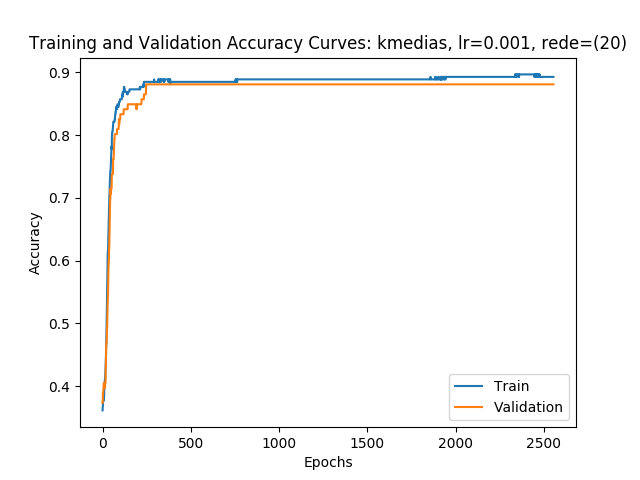 Training and Validation Accuracy Curves: kmedias, lr=0.001, rede=(20)
0.9
0.8
0.7
0.6
0.5
0.4
Accuracy
Train
Validation
0 500 1000 1500 2000 2500
Epochs